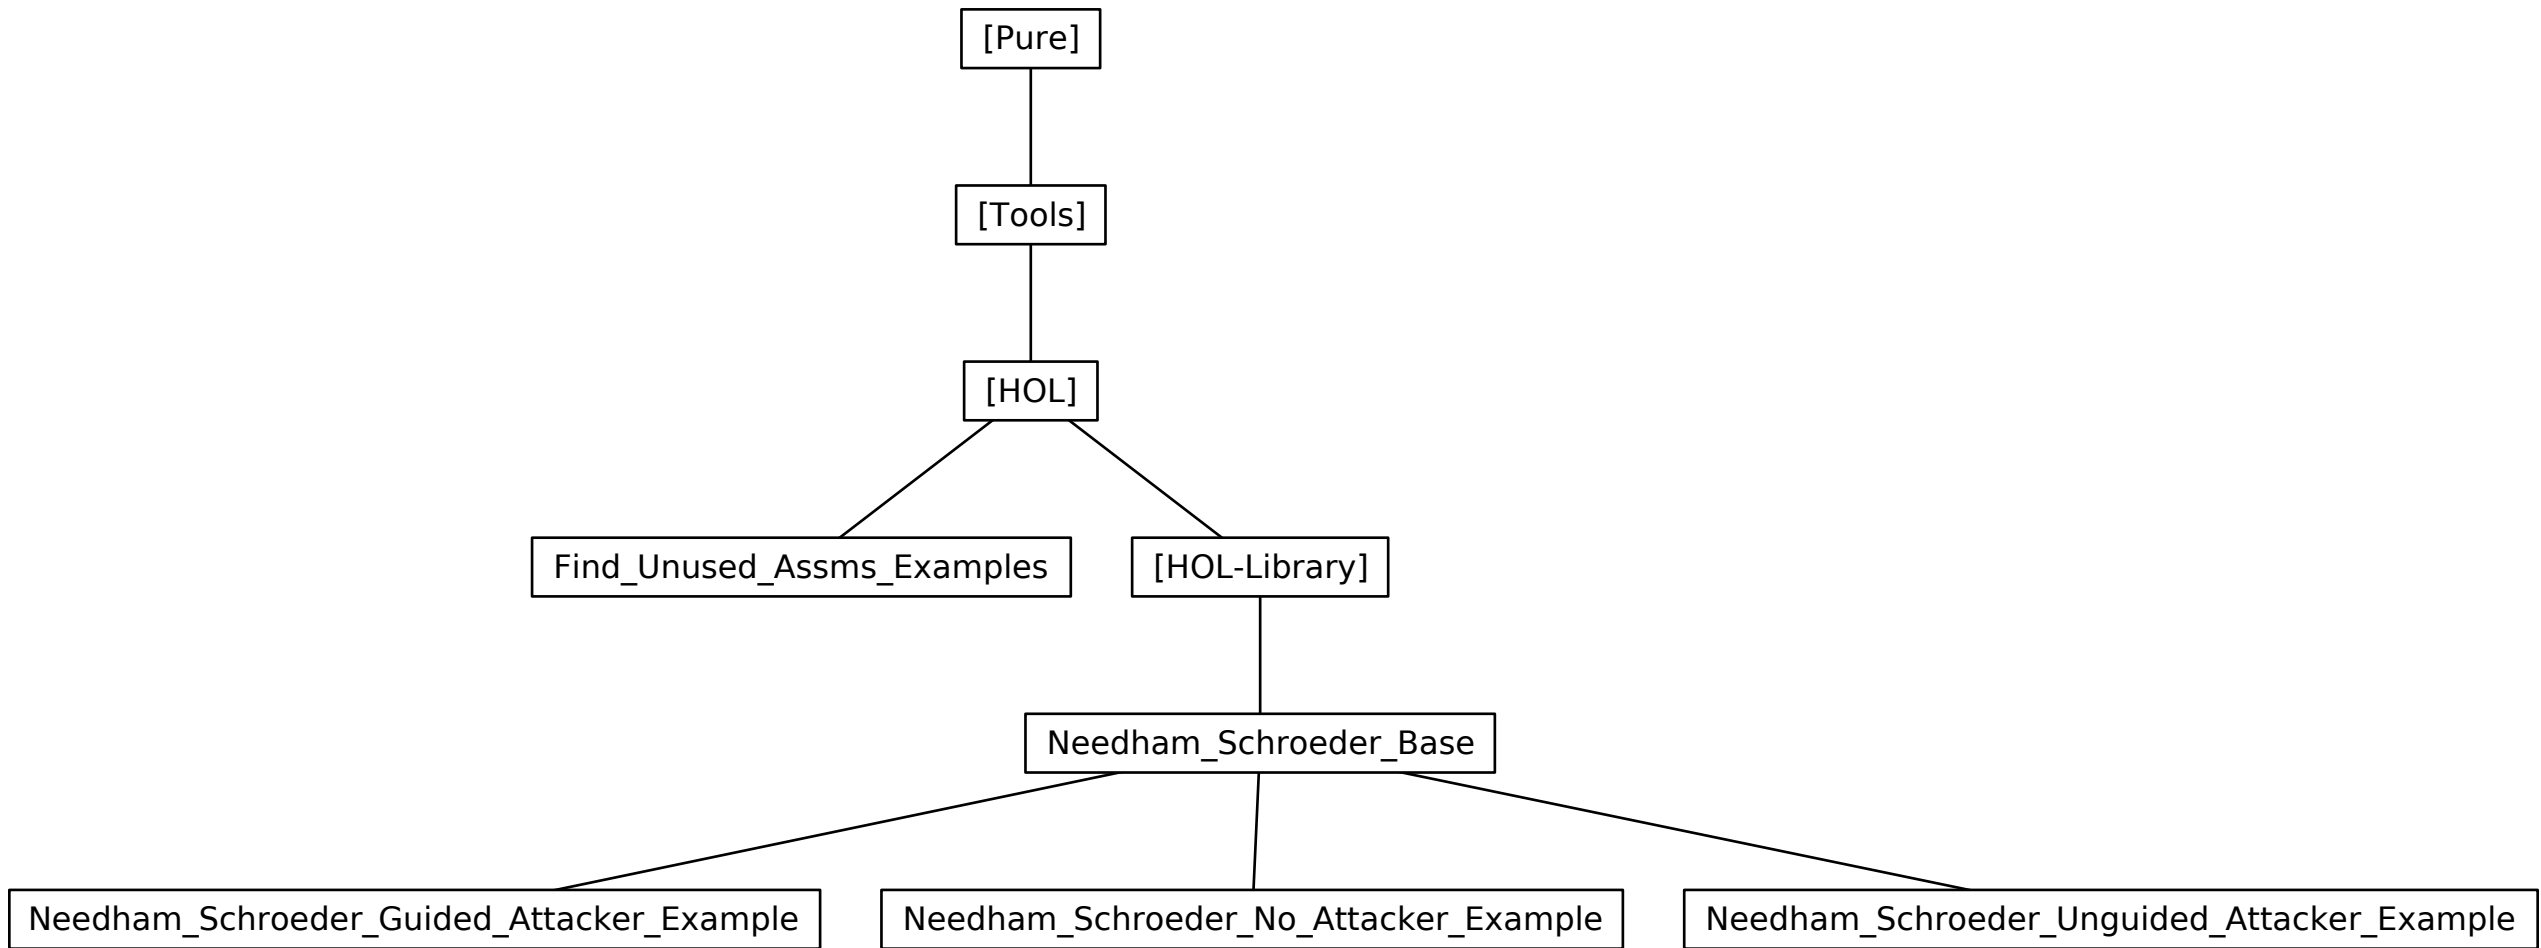 [Pure]
[Tools]
[HOL]
Find_Unused_Assms_Examples
[HOL-Library]
Needham_Schroeder_Base
Needham_Schroeder_Guided_Attacker_Example
Needham_Schroeder_No_Attacker_Example
Needham_Schroeder_Unguided_Attacker_Example